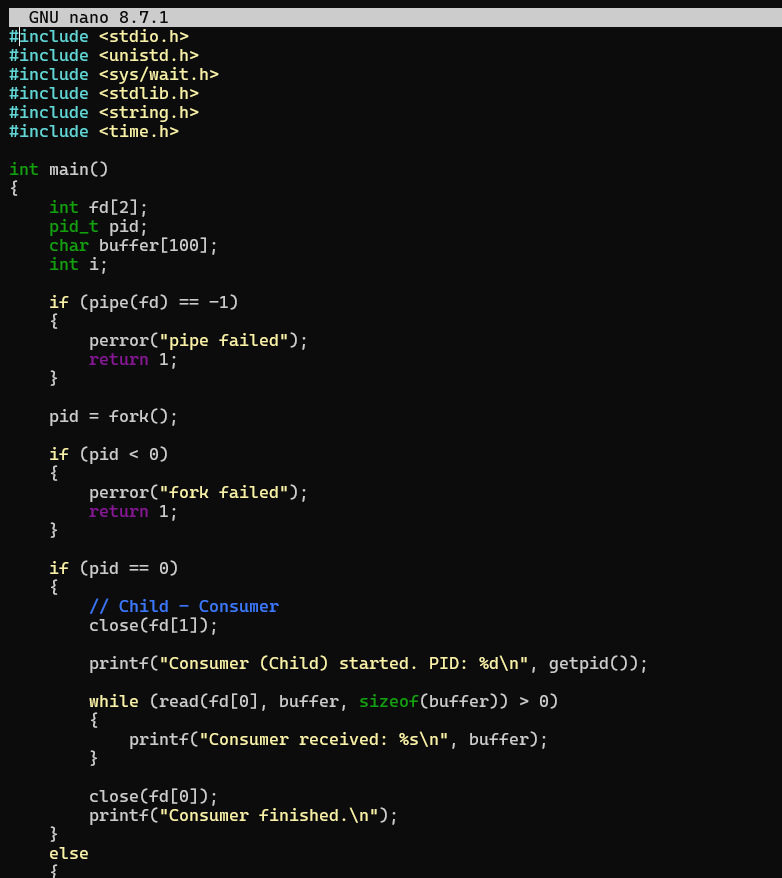 GNU nano 8.7.1
#include <stdio.h>
#include <unistd.h>
#include <sys/wait.h>
#include <stdlib.h>
#include <string.h>
#include <time.h>

int main()
{
    int fd[2];
    pid_t pid;
    char buffer[100];
    int i;

    if (pipe(fd) == -1)
    {
        perror("pipe failed");
        return 1;
    }

    pid = fork();

    if (pid < 0)
    {
        perror("fork failed");
        return 1;
    }

    if (pid == 0)
    {
        // Child - Consumer
        close(fd[1]);

        printf("Consumer (Child) started. PID: %d\n", getpid());

        while (read(fd[0], buffer, sizeof(buffer)) > 0)
        {
            printf("Consumer received: %s\n", buffer);
        }

        close(fd[0]);
        printf("Consumer finished.\n");
    }
    else
    {